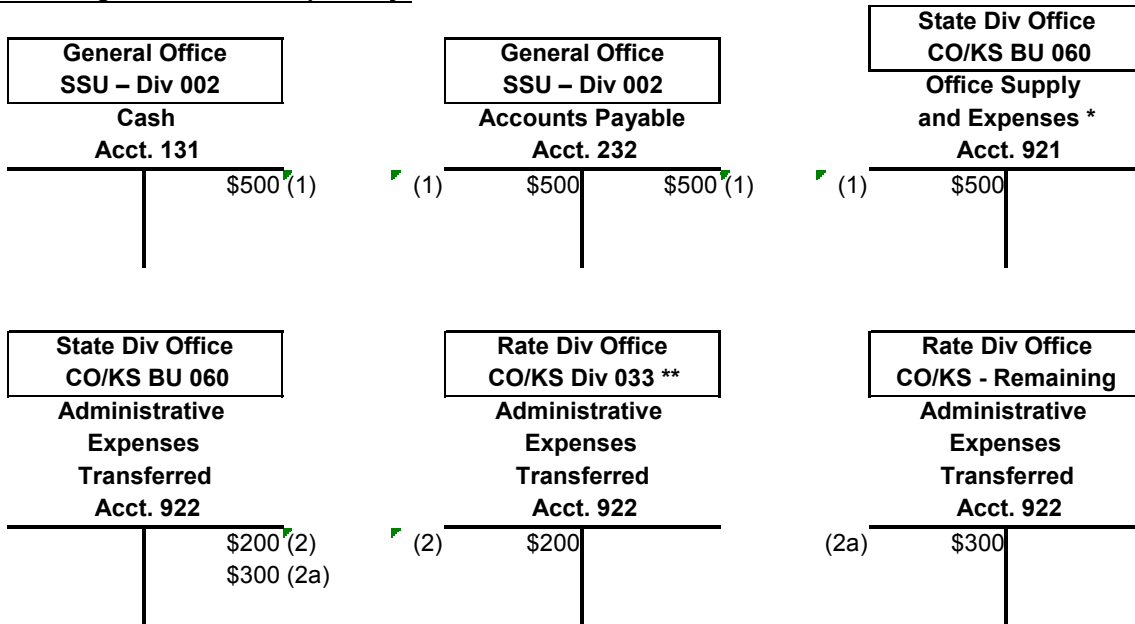 General Office
SSU – Div 002
Cash
Acct. 131
$500 (1)
General Office
SSU – Div 002
Accounts Payable
Acct. 232
(1) $500 $500 (1)
State Div Office
CO/KS BU 060
Office Supply
and Expenses *
Acct. 921
(1) $500
State Div Office
CO/KS BU 060
Administrative
Expenses
Transferred
Acct. 922
$200 (2)
$300 (2a)
Rate Div Office
CO/KS Div 033 **
Administrative
Expenses
Transferred
Acct. 922
(2) $200
Rate Div Office
CO/KS - Remaining
Administrative
Expenses
Transferred
Acct. 922
(2a) $300